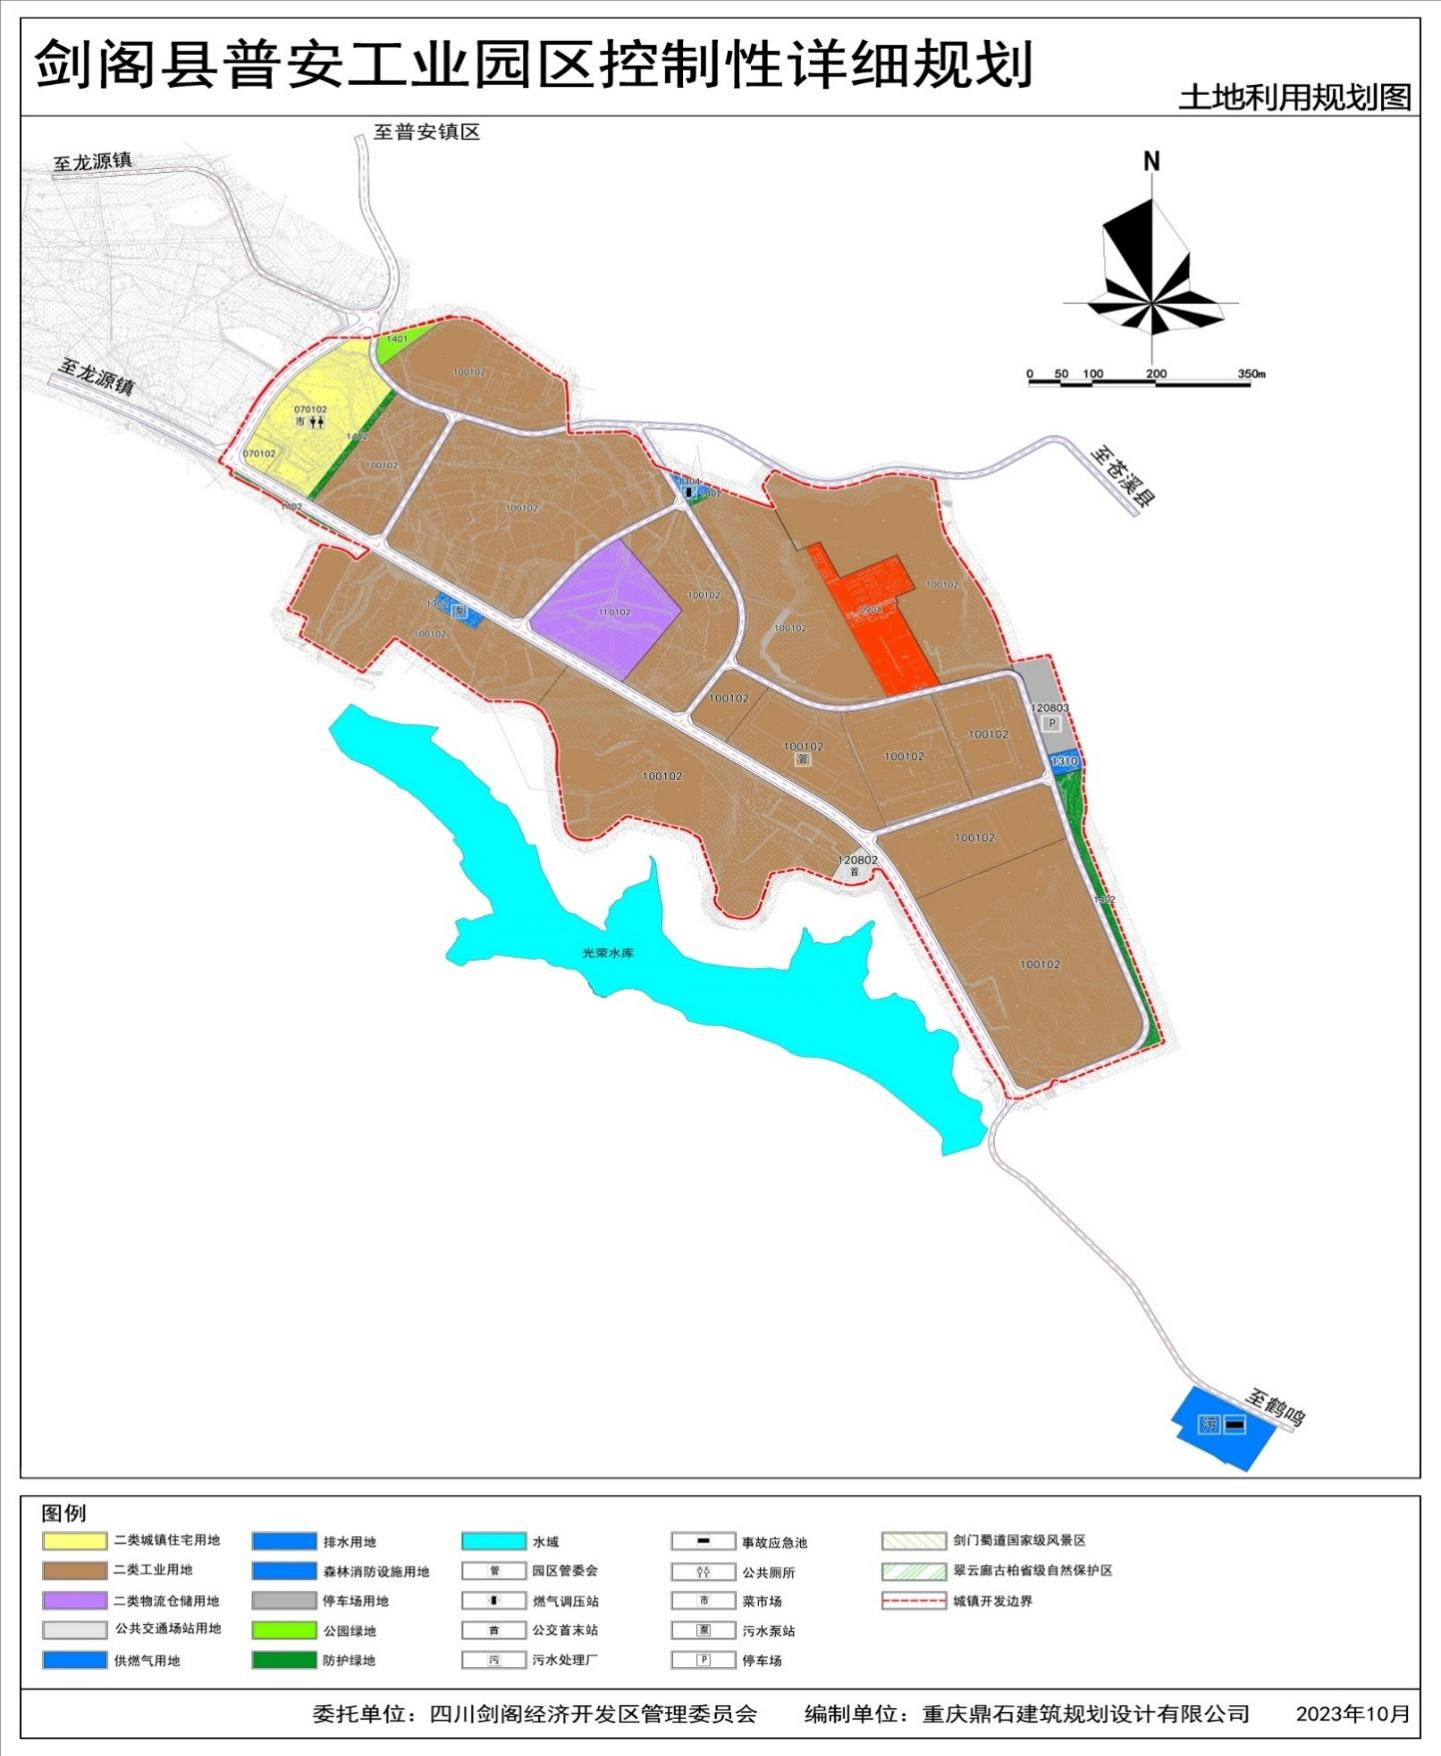 剑阁县普安工业园区控制性详细规划
土地利用规划图
至普安镇区
至龙源镇
N
至龙源镇
0 50 100 200 350m
1401
100102
070102
市
1402
070102
100102
至苍溪县
1402
100102
泵
100102
110102
100102
100102
100102
0904
100102
120803
P
100102
100102
管
100102
100102
1310
100102
100102
120802
首
1402
100102
光荣水库
至鹤鸣
污
图例
二类城镇住宅用地
排水用地
水域
事故应急池
剑门蜀道国家级风景区
二类工业用地
森林消防设施用地
管
园区管委会
公共厕所
翠云廊古柏省级自然保护区
二类物流仓储用地
停车场用地
燃气调压站
市
菜市场
城镇开发边界
公共交通场站用地
公园绿地
首
公交首末站
泵
污水泵站
供燃气用地
防护绿地
污
污水处理厂
P
停车场
委托单位：四川剑阁经济开发区管理委员会 编制单位：重庆鼎石建筑规划设计有限公司 2023年10月